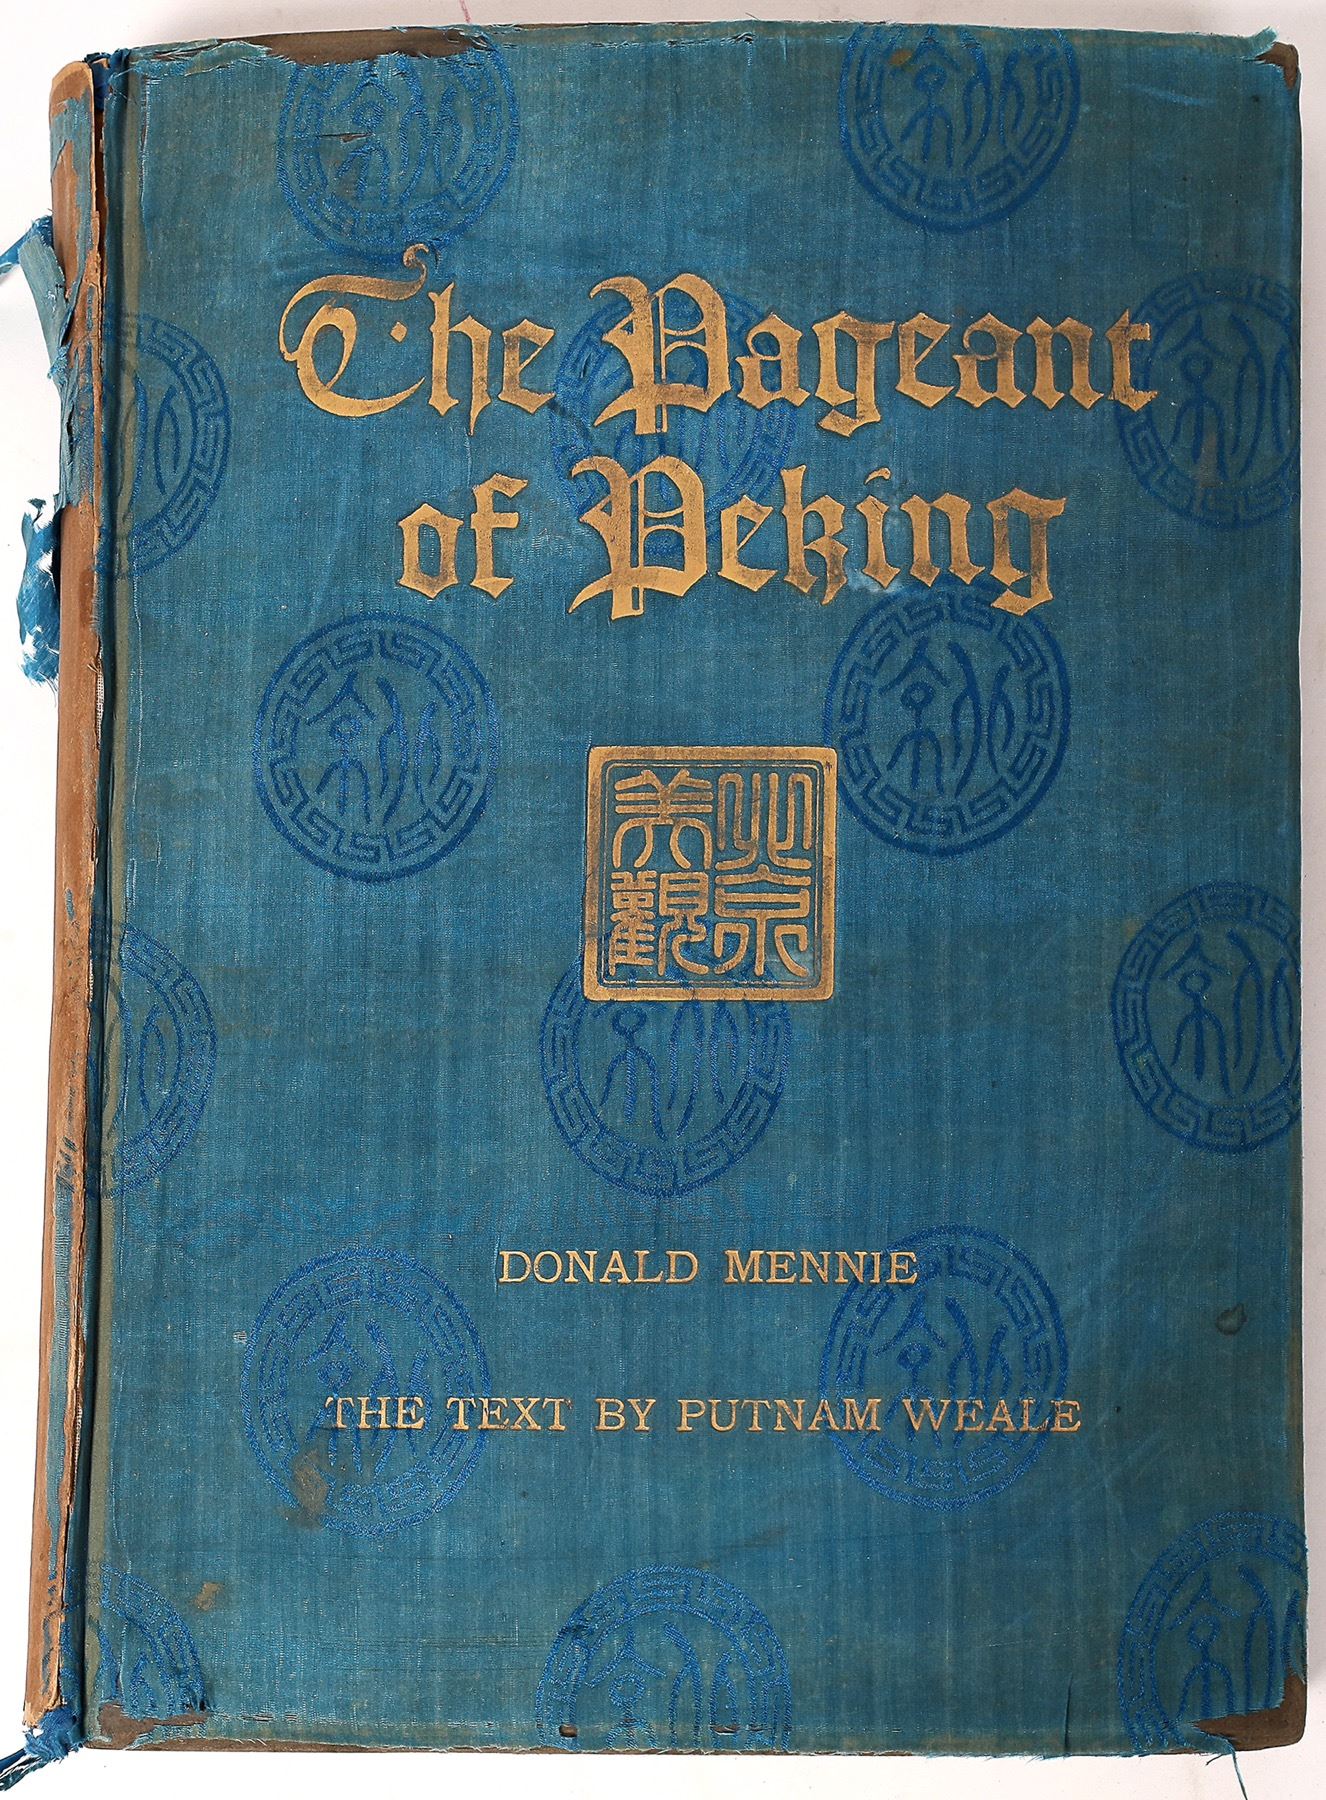 The Pageant
of Peking
北京
美觀
DONALD MENNIE
THE TEXT BY PUTNAM WEALE